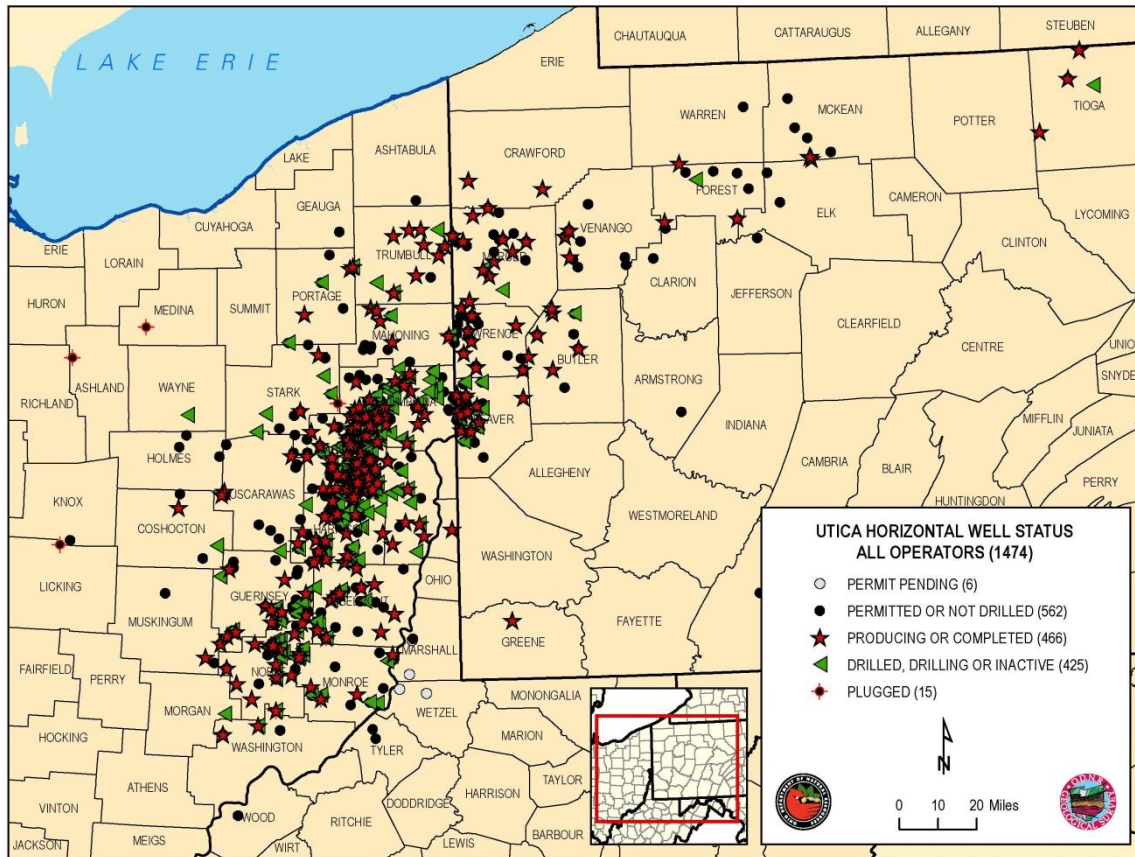 STEUBEN
ALLEGANY
CATTARAUGUS
CHAUTAUQUA
LAKE ERIE
ERIE
WARREN
MCKEAN
POTTER
TIOGA
ASHTABULA
CRAWFORD
LAKE
GEAUGA
FOREST
ELK
CAMERON
LYCOMING
CUYAHOGA
VENANGO
CLINTON
ERIE
LORAIN
TRUMBULL
CLARION
JEFFERSON
HURON
MEDINA
SUMMIT
PORTAGE
CLEARFIELD
MAHONING
BUTLER
CENTRE
ASHLAND
WAYNE
STARK
ARMSTRONG
RICHLAND
INDIANA
MIFFLIN
JUNIATA
HOLMES
ALLEGHENY
CAMBRIA
BLAIR
PERRY
HUNTINGDON
KNOX
COSHOCTON
WESTMORELAND
WASHINGTON
LICKING
OHIO
GUERNSEY
MUSKINGUM
GREENE
FAYETTE
MARSHALL
FAIRFIELD
PERRY
MONROE
WETZEL
MONONGALIA
MORGAN
HOCKING
WASHINGTON
TYLER
MARION
ATHENS
TAYLOR
HARRISON
DODDRIDGE
VINTON
WOOD
RITCHIE
BARBOUR
MEIGS
JACKSON
WIRT
LEWIS
UTICA HORIZONTAL WELL STATUS
ALL OPERATORS (1474)
PERMIT PENDING (6)
PERMITTED OR NOT DRILLED (562)
PRODUCING OR COMPLETED (466)
DRILLED, DRILLING OR INACTIVE (425)
PLUGGED (15)
N
0 10 20 Miles